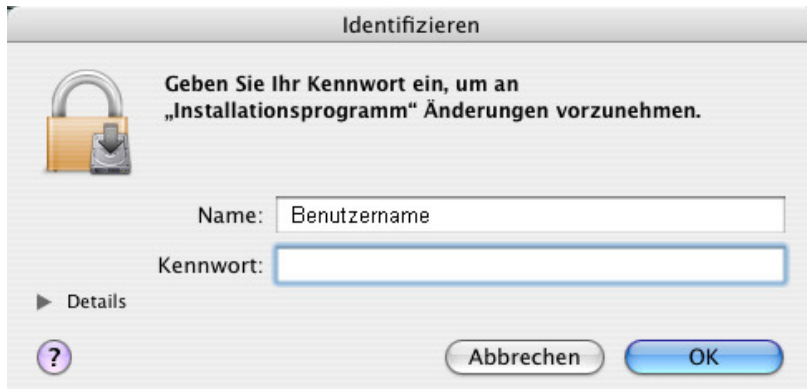 Identifizieren
Geben Sie Ihr Kennwort ein, um an
„Installationsprogramm“ Änderungen vorzunehmen.
Name: Benutzername
Kennwort:
Details
?
Abbrechen
OK